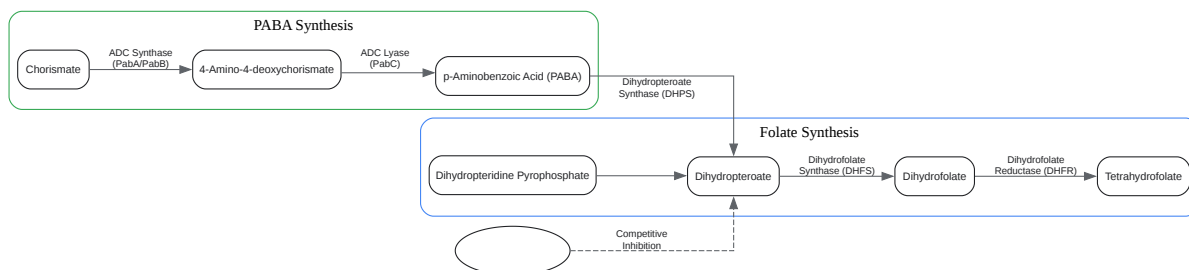 PABA Synthesis
Chorismate
ADC Synthase
(PabA/PabB)
4-Amino-4-deoxychorismate
ADC Lyase
(PabC)
p-Aminobenzoic Acid (PABA)
Dihydropteroate
Synthase (DHPS)
Folate Synthesis
Dihydropteridine Pyrophosphate
Dihydropteroate
Dihydrofolate
Synthase (DHFS)
Dihydrofolate
Dihydrofolate
Reductase (DHFR)
Tetrahydrofolate
Competitive
Inhibition